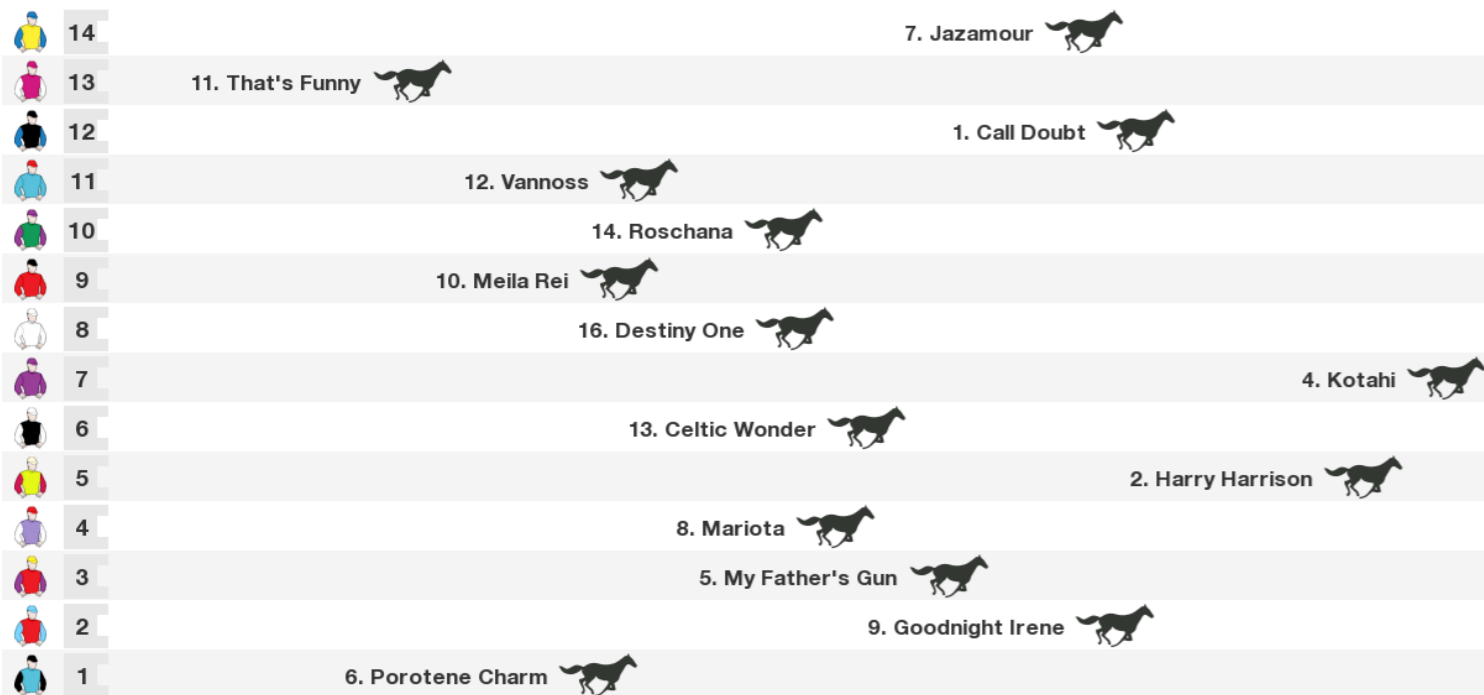 14 7. Jazamour
13 11. That's Funny
12 1. Call Doubt
11 12. Vannoss
10 14. Roschana
9 10. Meila Rei
8 16. Destiny One
7 4. Kotahi
6 13. Celtic Wonder
5 2. Harry Harrison
4 8. Mariota
3 5. My Father's Gun
2 9. Goodnight Irene
1 6. Porotene Charm